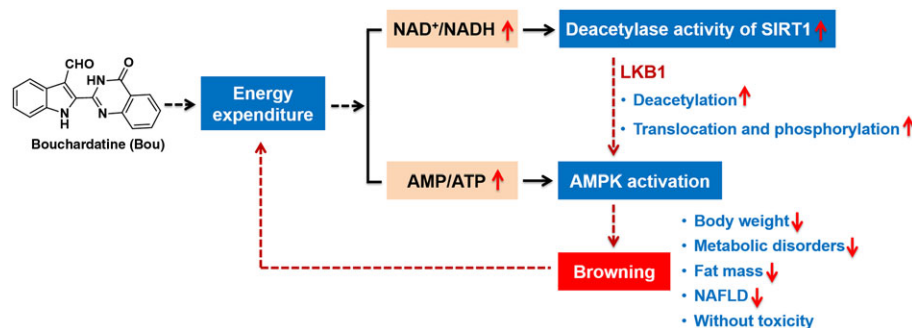 CHO
O
HN
N
N
H
Bouchardatine (Bou)
Energy
expenditure
NAD⁺/NADH
Deacetylase activity of SIRT1
LKB1
• Deacetylation
• Translocation and phosphorylation
AMP/ATP
AMPK activation
• Body weight
• Metabolic disorders
• Fat mass
• NAFLD
• Without toxicity
Browning